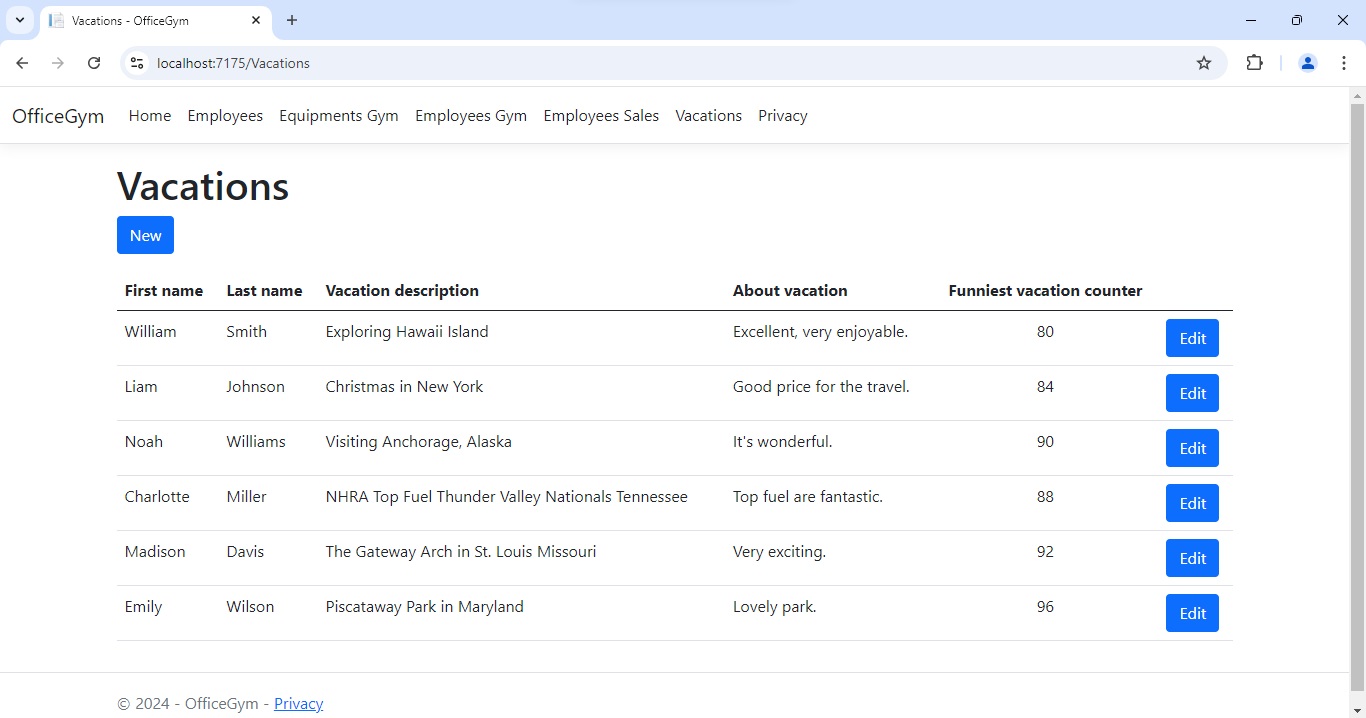 Vacations - OfficeGym
localhost:7175/Vacations
OfficeGym Home Employees Equipments Gym Employees Gym Employees Sales Vacations Privacy
Vacations
New
First name Last name Vacation description About vacation Funniest vacation counter
William Smith Exploring Hawaii Island Excellent, very enjoyable. 80 Edit
Liam Johnson Christmas in New York Good price for the travel. 84 Edit
Noah Williams Visiting Anchorage, Alaska It's wonderful. 90 Edit
Charlotte Miller NHRA Top Fuel Thunder Valley Nationals Tennessee Top fuel are fantastic. 88 Edit
Madison Davis The Gateway Arch in St. Louis Missouri Very exciting. 92 Edit
Emily Wilson Piscataway Park in Maryland Lovely park. 96 Edit
© 2024 - OfficeGym - Privacy